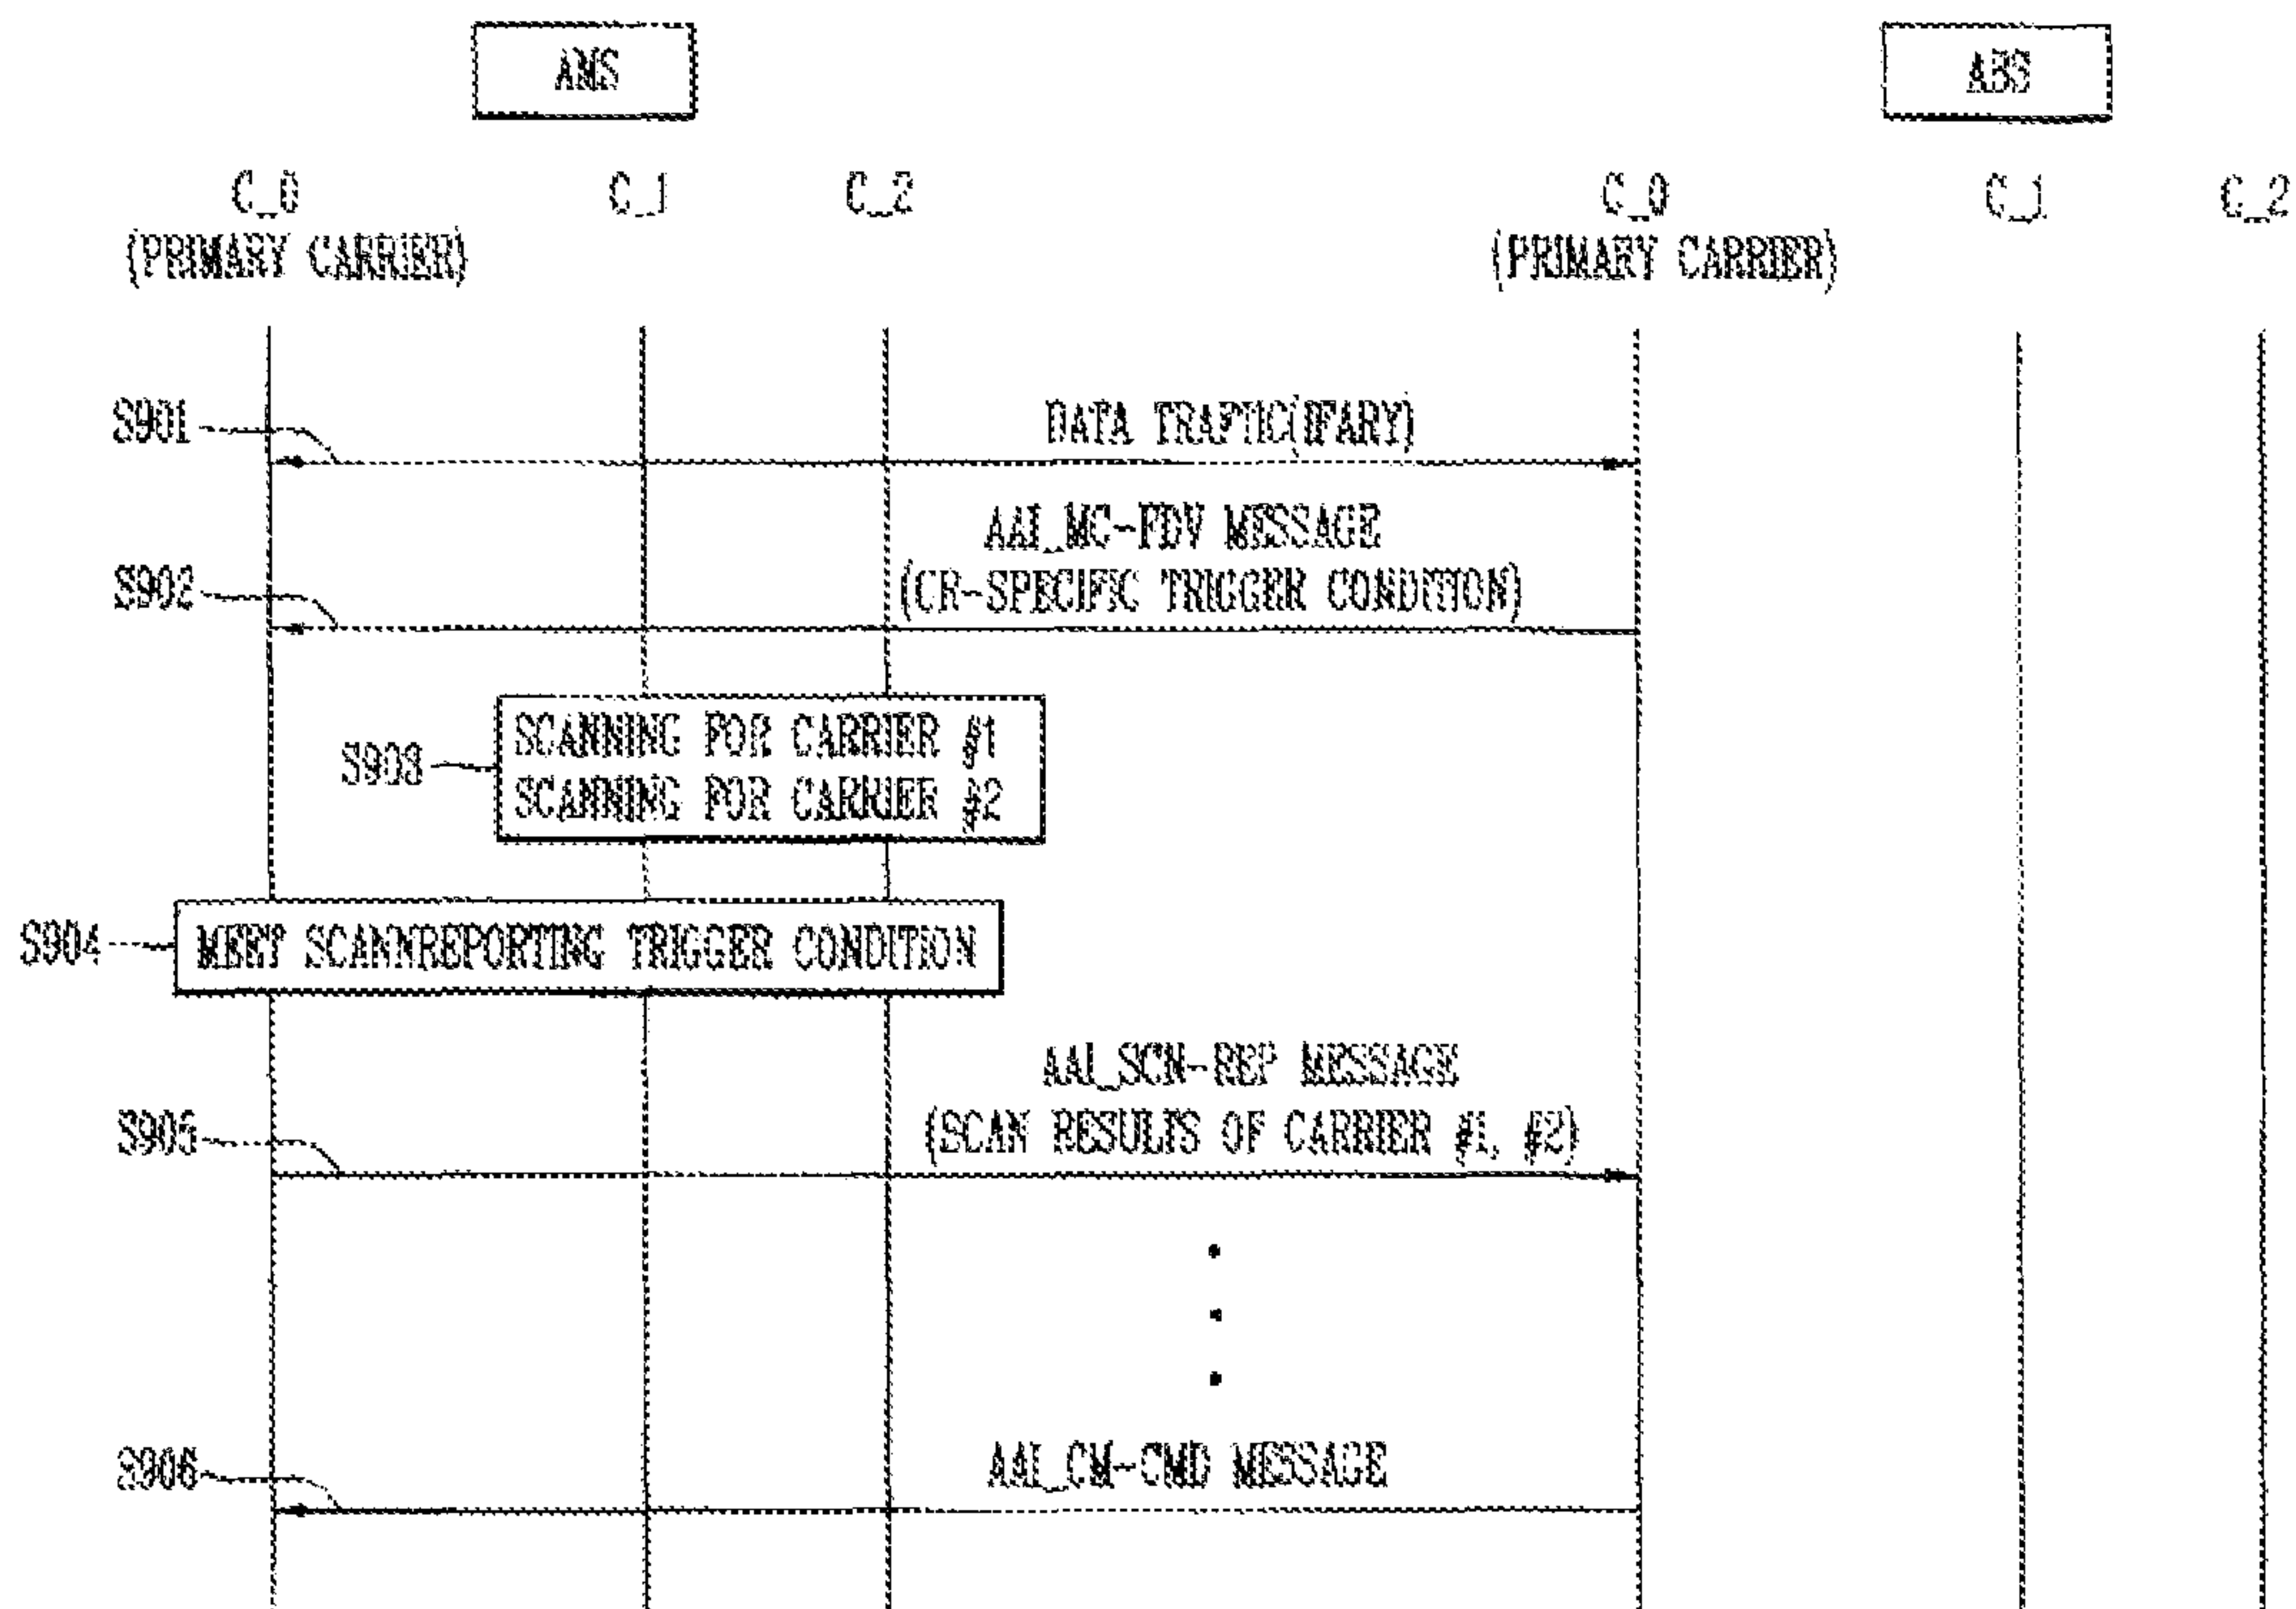 AMS
ABS
C_0
C_1
C_2
C_0
C_1
C_2
(PRIMARY CARRIER)
(PRIMARY CARRIER)
S901
DATA TRAFTIC(IFARY)
AAI_MC-FDV MESSAGE
S902
(CR-SPECIFIC TRIGGER CONDITION)
SCANNING FOR CARRIER #1
S903
SCANNING FOR CARRIER #2
S904
MEET SCANNREPORTING TRIGGER CONDITION
AAI_SCN-REP MESSAGE
S905
(SCAN RESULTS OF CARRIER #1, #2)
S906
AAI_CM-CMD MESSAGE